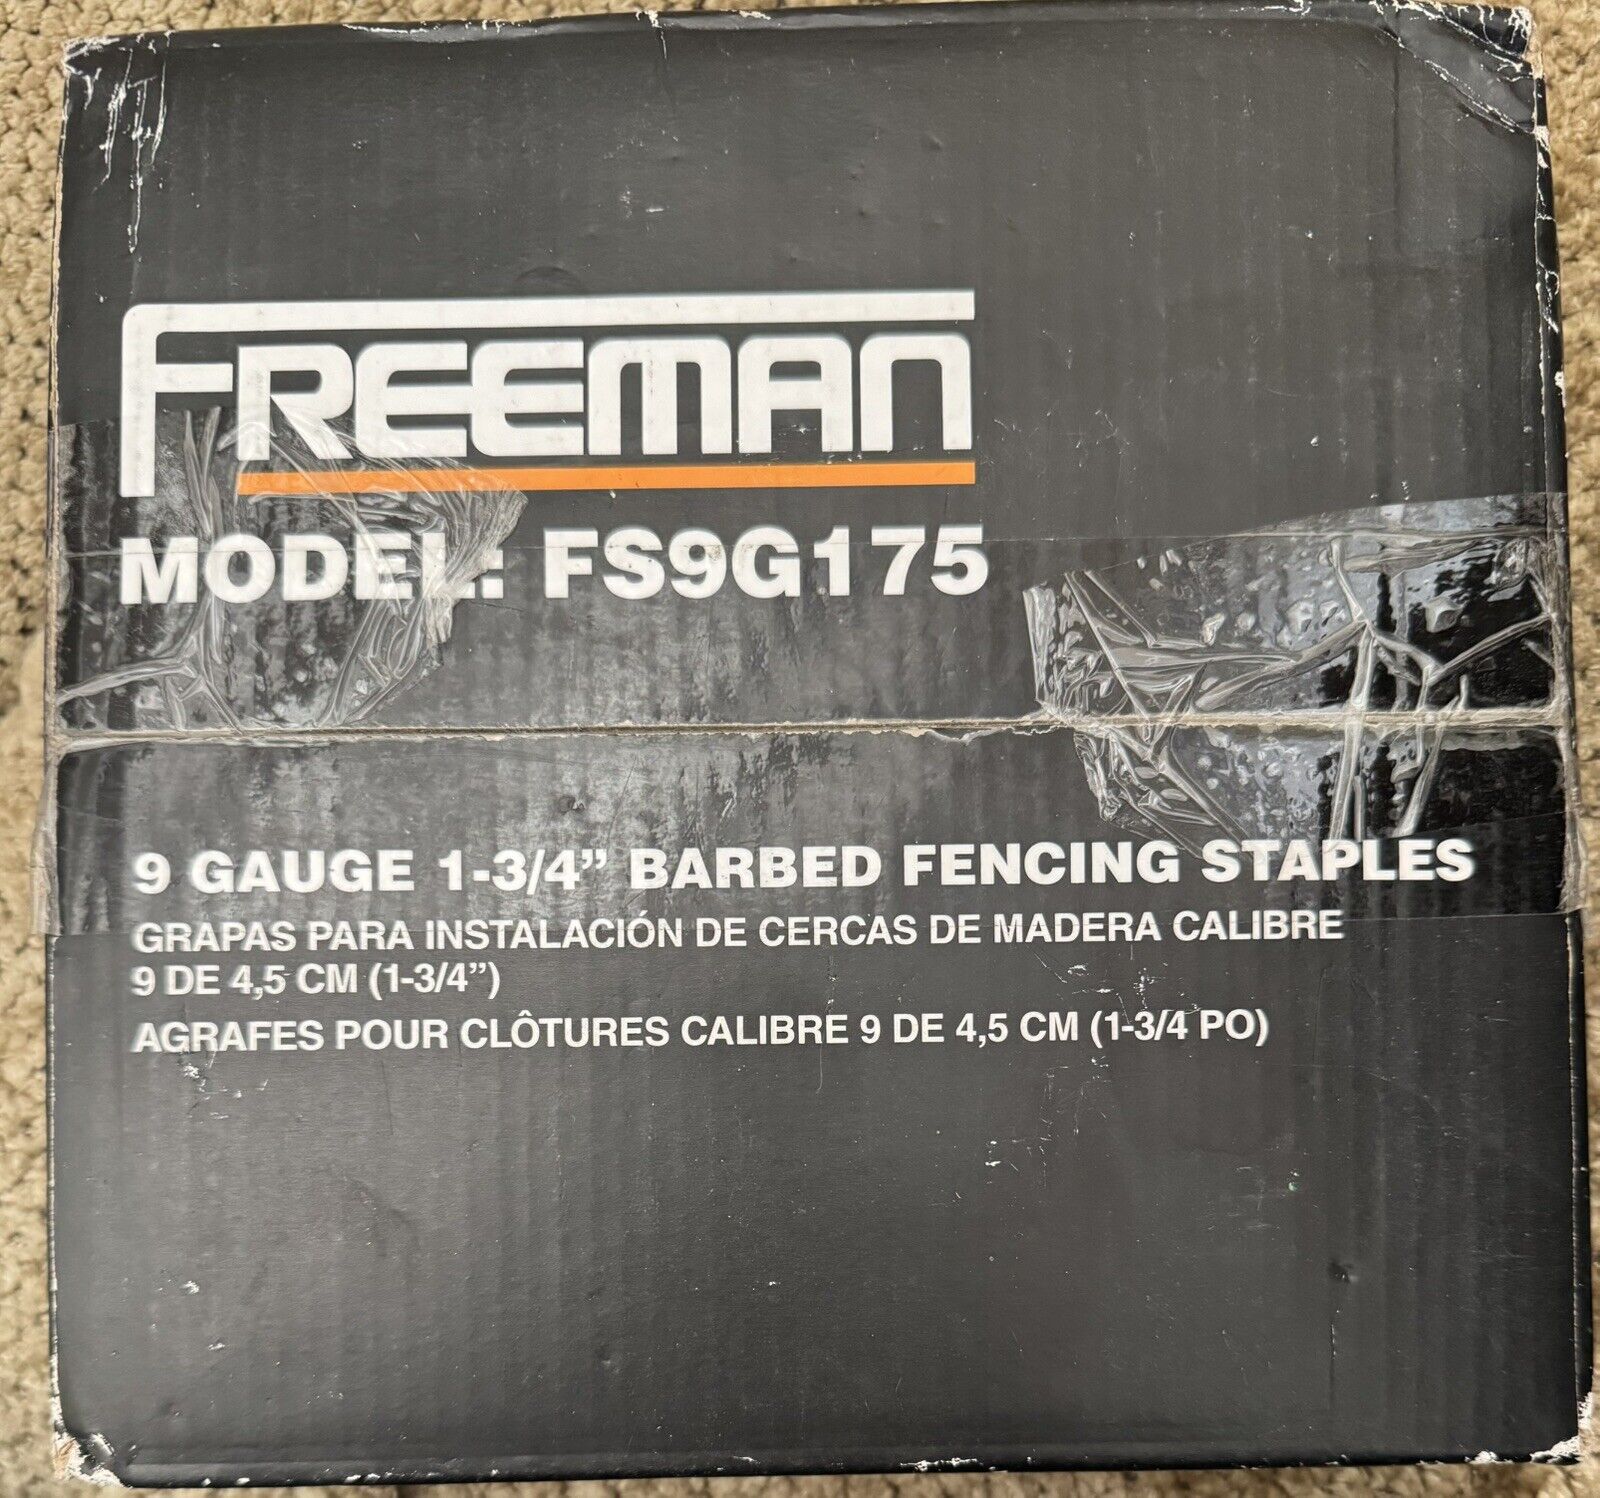 FREEMAN
MODEL: FS9G175
9 GAUGE 1-3/4” BARBED FENCING STAPLES
GRAPAS PARA INSTALACIÓN DE CERCAS DE MADERA CALIBRE
9 DE 4,5 CM (1-3/4”)
AGRAFES POUR CLÔTURES CALIBRE 9 DE 4,5 CM (1-3/4 PO)